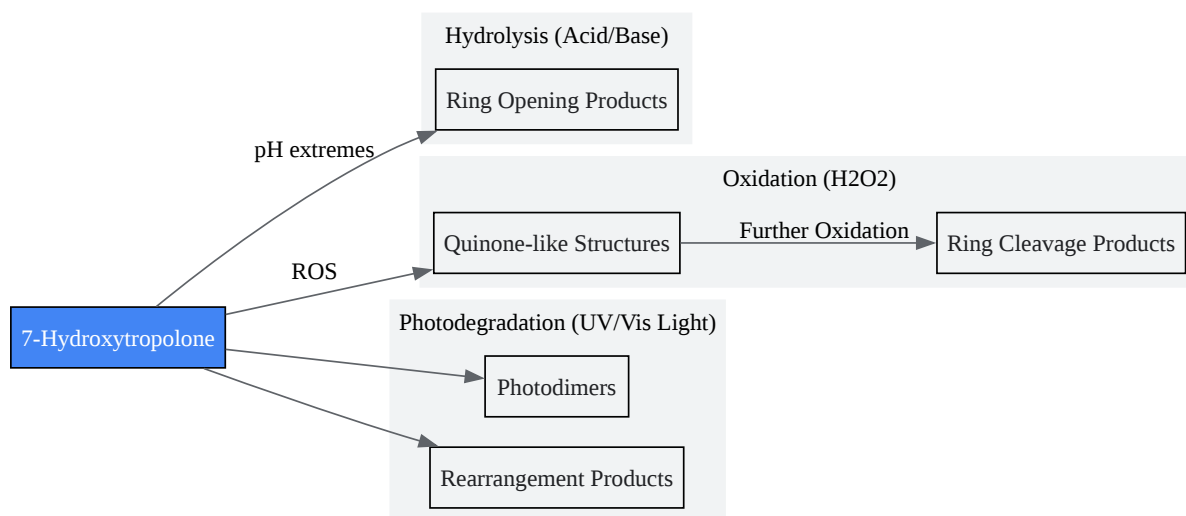 Hydrolysis (Acid/Base)
Ring Opening Products
pH extremes
Oxidation (H2O2)
Quinone-like Structures
Further Oxidation
Ring Cleavage Products
ROS
7-Hydroxytropolone
Photodegradation (UV/Vis Light)
Photodimers
Rearrangement Products